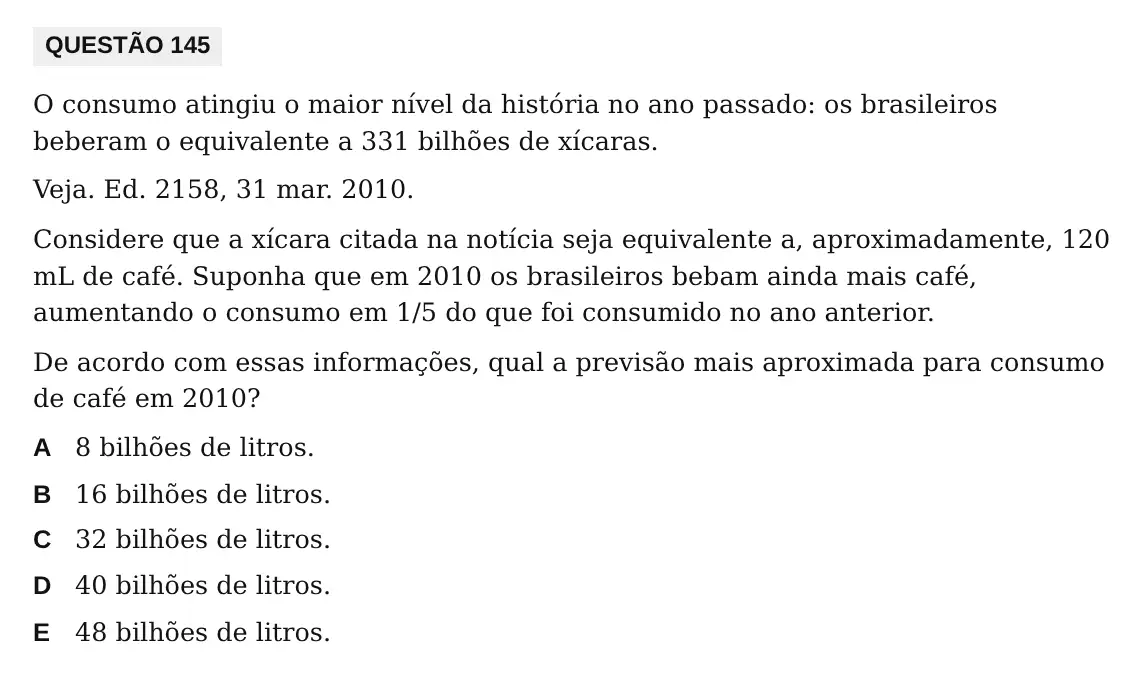 QUESTÃO 145
O consumo atingiu o maior nível da história no ano passado: os brasileiros
beberam o equivalente a 331 bilhões de xícaras.
Veja. Ed. 2158, 31 mar. 2010.
Considere que a xícara citada na notícia seja equivalente a, aproximadamente, 120
mL de café. Suponha que em 2010 os brasileiros bebam ainda mais café,
aumentando o consumo em 1/5 do que foi consumido no ano anterior.
De acordo com essas informações, qual a previsão mais aproximada para consumo
de café em 2010?
A 8 bilhões de litros.
B 16 bilhões de litros.
C 32 bilhões de litros.
D 40 bilhões de litros.
E 48 bilhões de litros.